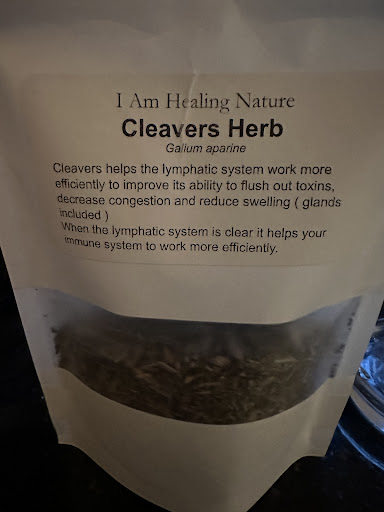 I Am Healing Nature
Cleavers Herb
Galium aparine
Cleavers helps the lymphatic system work more
efficiently to improve its ability to flush out toxins,
decrease congestion and reduce swelling ( glands
included )
When the lymphatic system is clear it helps your
immune system to work more efficiently.